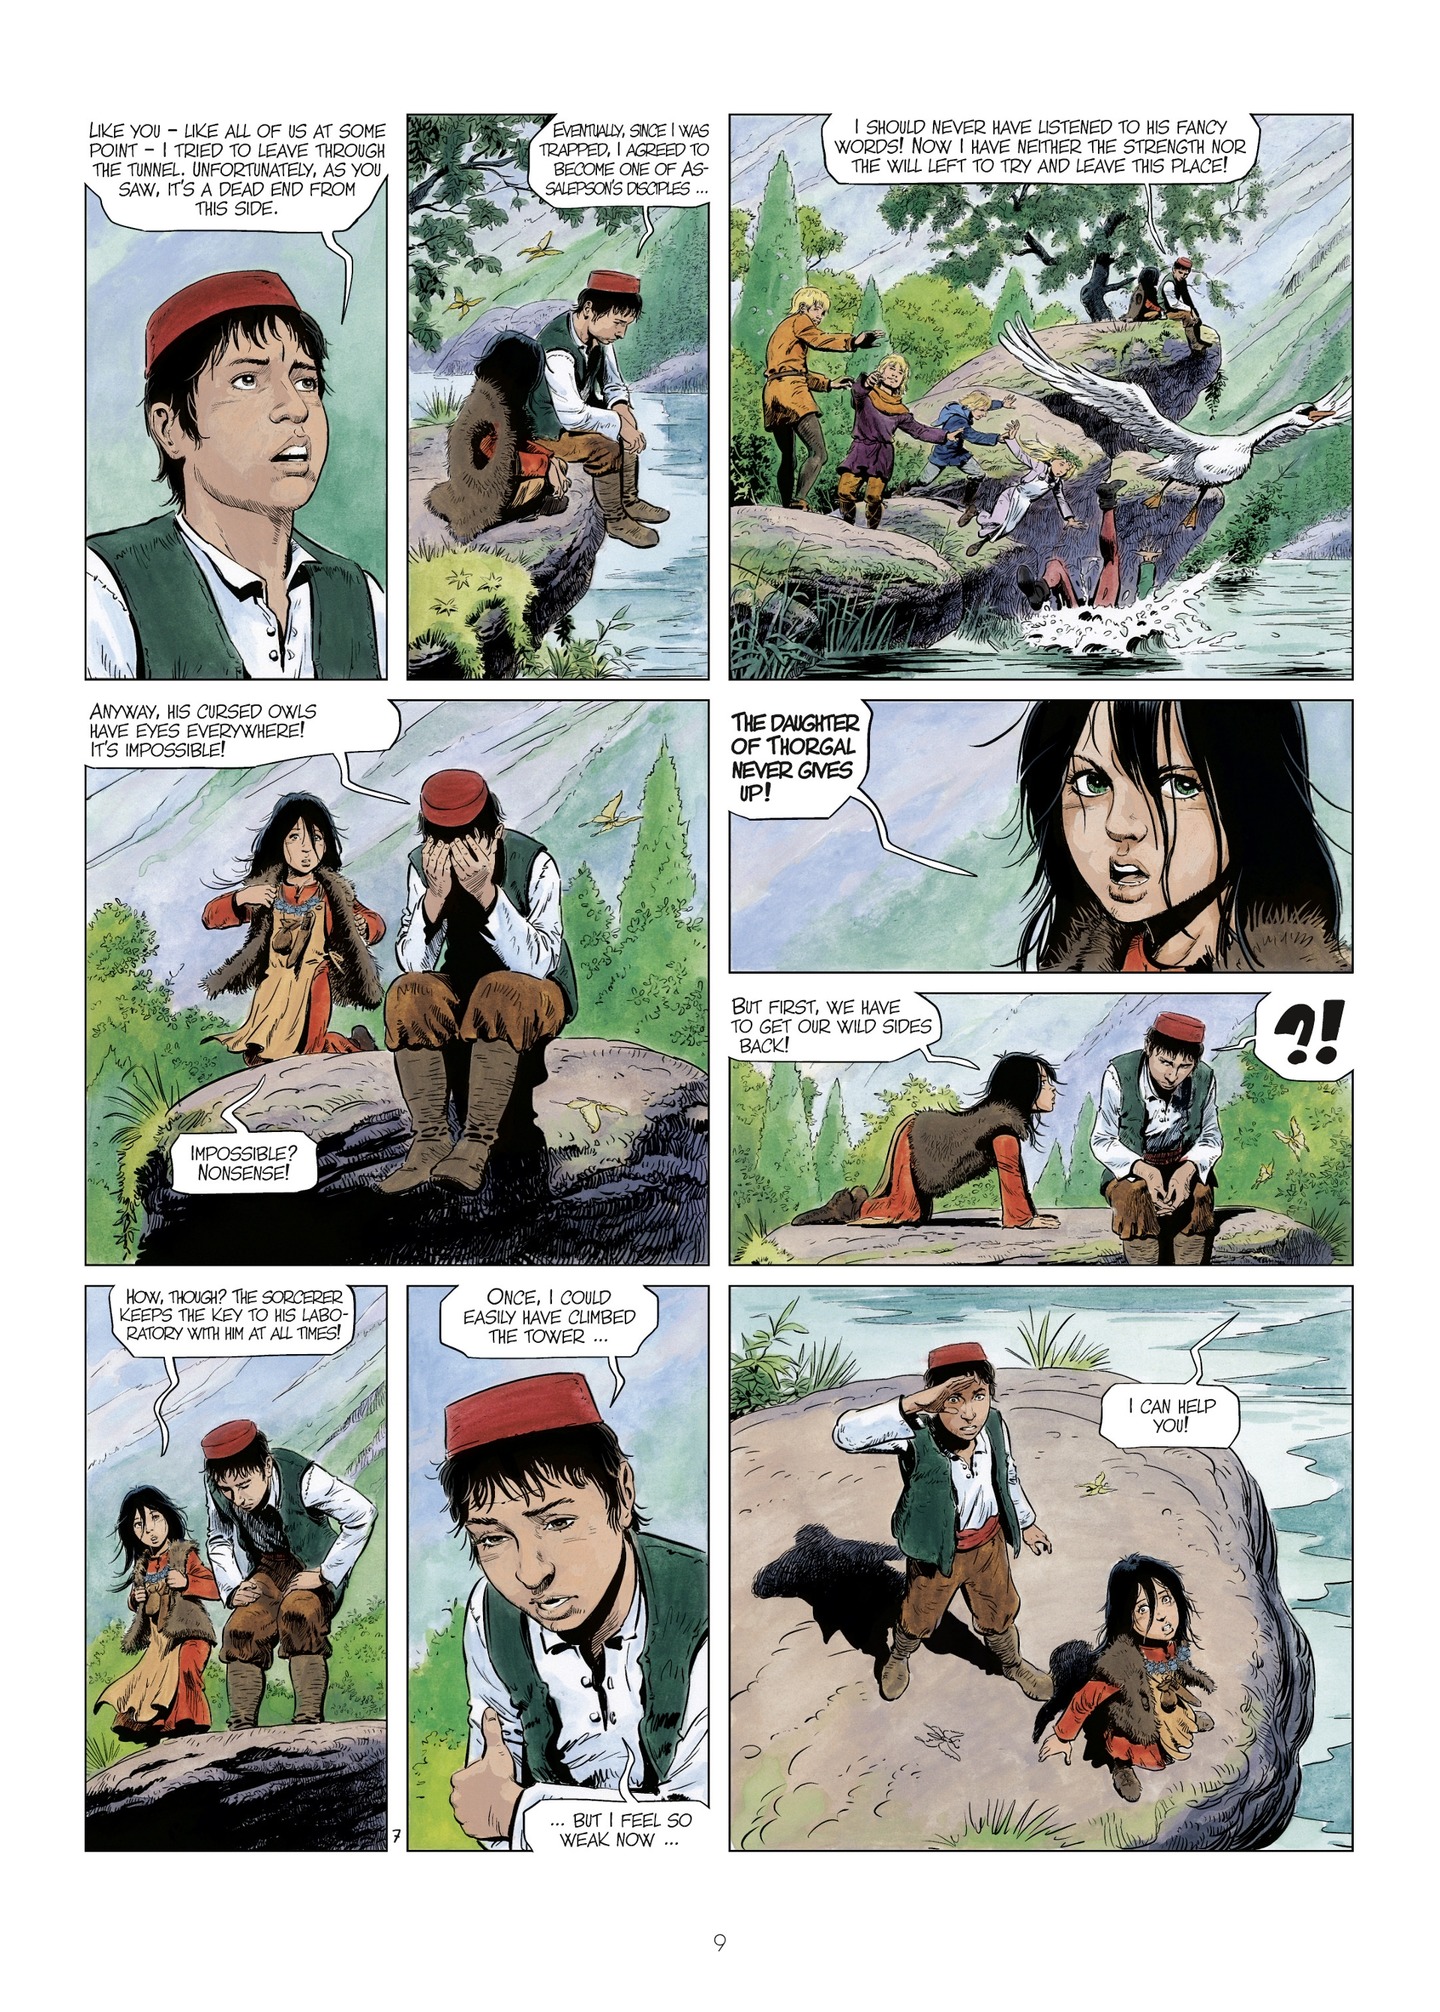 LIKE YOU – LIKE ALL OF US AT SOME
POINT – I TRIED TO LEAVE THROUGH
THE TUNNEL. UNFORTUNATELY, AS YOU
SAW, IT'S A DEAD END FROM
THIS SIDE.
EVENTUALLY, SINCE I WAS
TRAPPED, I AGREED TO
BECOME ONE OF AS-
SALEPSON'S DISCIPLES ...
I SHOULD NEVER HAVE LISTENED TO HIS FANCY
WORDS! NOW I HAVE NEITHER THE STRENGTH NOR
THE WILL LEFT TO TRY AND LEAVE THIS PLACE!
ANYWAY, HIS CURSED OWLS
HAVE EYES EVERYWHERE!
IT'S IMPOSSIBLE!
IMPOSSIBLE?
NONSENSE!
THE DAUGHTER
OF THORGAL
NEVER GIVES
UP!
BUT FIRST, WE HAVE
TO GET OUR WILD SIDES
BACK!
?!
HOW, THOUGH? THE SORCERER
KEEPS THE KEY TO HIS LABO-
RATORY WITH HIM AT ALL TIMES!
7
ONCE, I COULD
EASILY HAVE CLIMBED
THE TOWER ...
... BUT I FEEL SO
WEAK NOW ...
I CAN HELP
YOU!
9